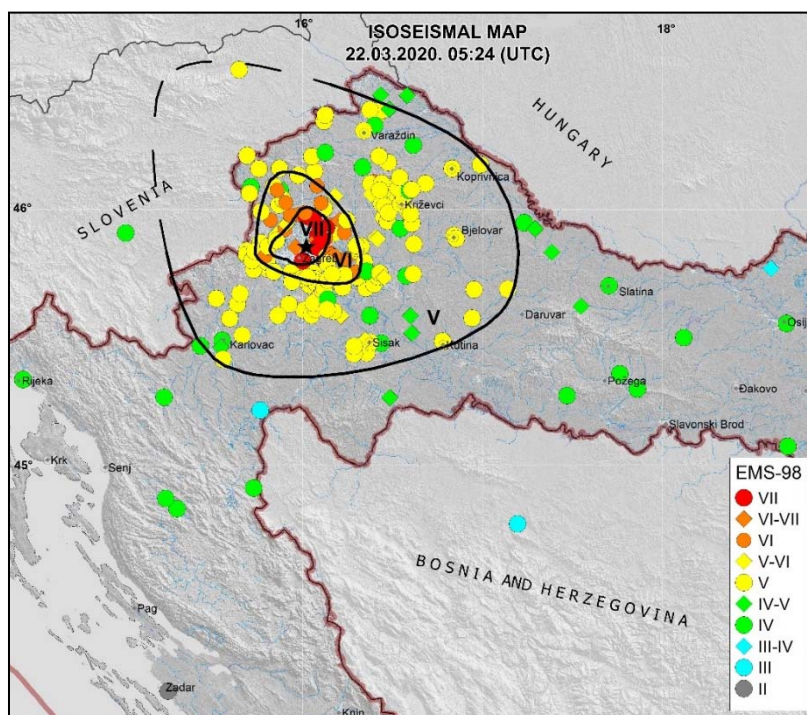 ISOSEISMAL MAP
22.03.2020. 05:24 (UTC)
16°
18°
HUNGARY
Varaždin
Koprivnica
SLOVENIA
46°
Križevci
VII
Bjelovar
Zagreb
VI
Slatina
V
Daruvar
Osij
Karlovac
Sisak
Kutina
Rijeka
Požega
Đakovo
Slavonski Brod
Krk
45°
Senj
EMS-98
VII
VI-VII
VI
V-VI
V
IV-V
IV
III-IV
III
II
BOSNIA AND HERZEGOVINA
Pag
Zadar
Knin